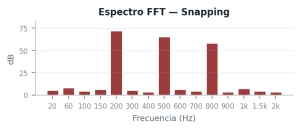 Espectro FFT — Snapping
dB
75
50
25
0
20 60 100 150 200 300 400 500 600 700 800 900 1k 1.5k 2k
Frecuencia (Hz)